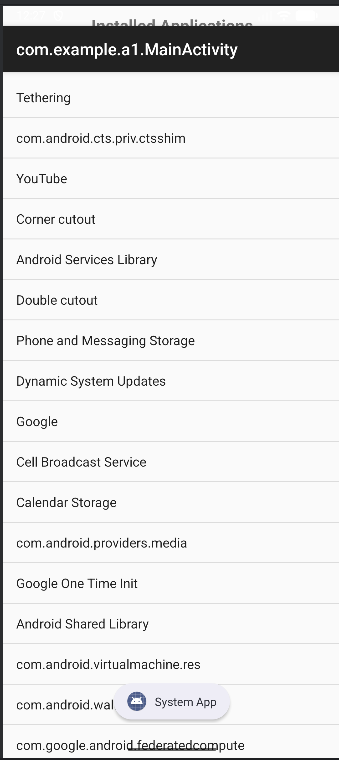 Installed Applications
com.example.a1.MainActivity
Tethering
com.android.cts.priv.ctsshim
YouTube
Corner cutout
Android Services Library
Double cutout
Phone and Messaging Storage
Dynamic System Updates
Google
Cell Broadcast Service
Calendar Storage
com.android.providers.media
Google One Time Init
Android Shared Library
com.android.virtualmachine.res
com.android.wal
System App
com.google.android.federatedcompute